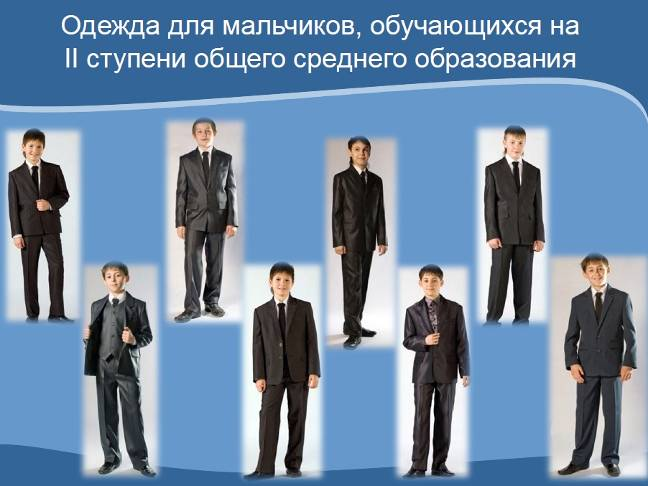 Одежда для мальчиков, обучающихся на
II ступени общего среднего образования